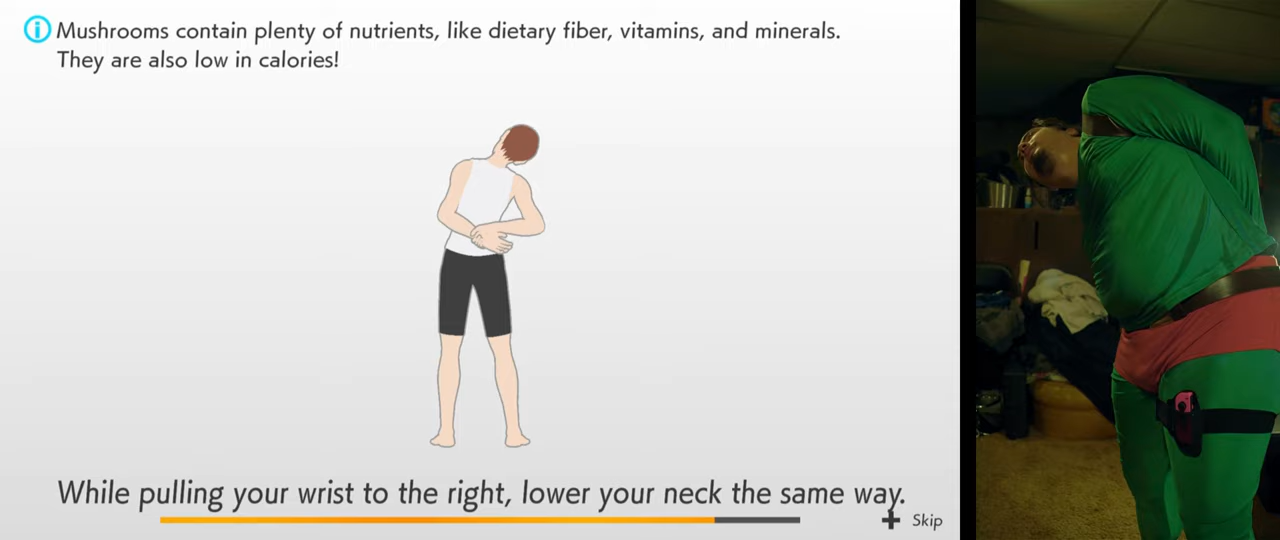 Mushrooms contain plenty of nutrients, like dietary fiber, vitamins, and minerals.
They are also low in calories!
While pulling your wrist to the right, lower your neck the same way.
Skip